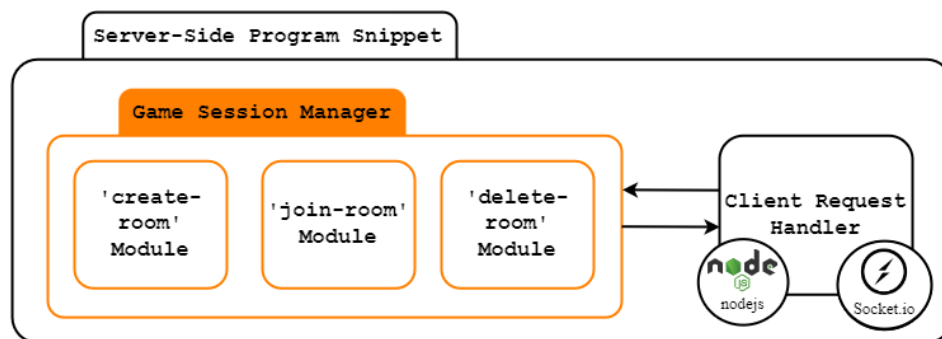 Server-Side Program Snippet
Game Session Manager
'create-
room'
Module
'join-room'
Module
'delete-
room'
Module
Client Request
Handler
node
JS
nodejs
Socket.io